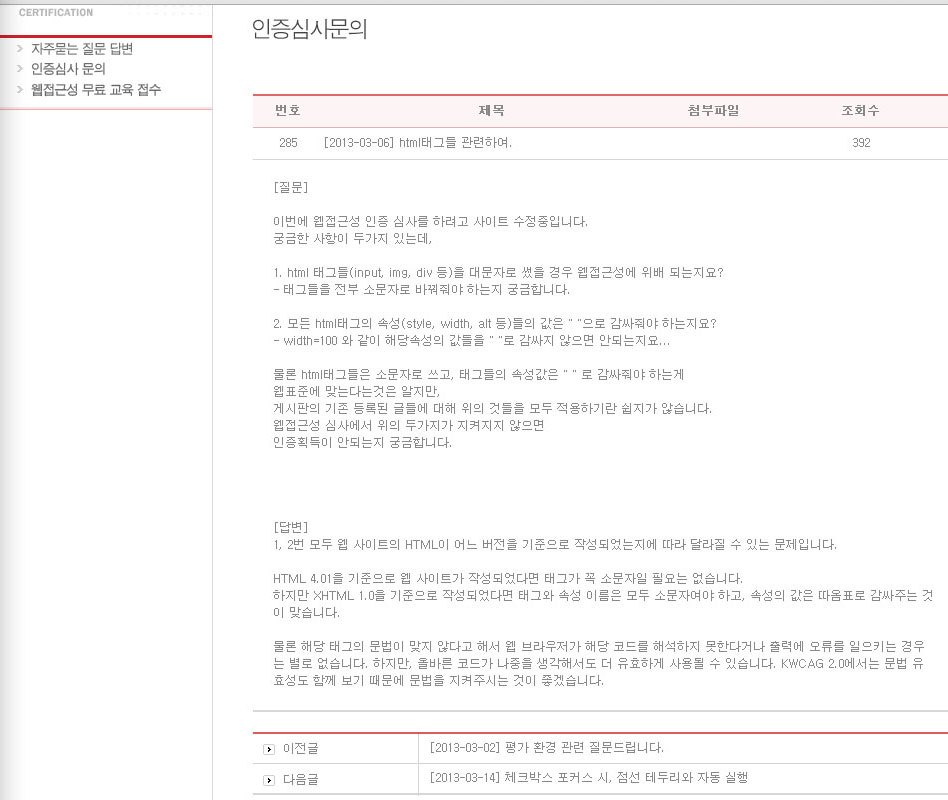 CERTIFICATION
자주묻는 질문 답변
인증심사 문의
웹접근성 무료 교육 접수
인증심사문의
번호 제목 첨부파일 조회수
285 [2013-03-06] html태그들 관련하여. 392
[질문]
이번에 웹접근성 인증 심사를 하려고 사이트 수정중입니다.
궁금한 사항이 두가지 있는데,
1. html 태그들(input, img, div 등)을 대문자로 썼을 경우 웹접근성에 위배 되는지요?
- 태그들을 전부 소문자로 바꿔줘야 하는지 궁금합니다.
2. 모든 html태그의 속성(style, width, alt 등)들의 값은 " "으로 감싸줘야 하는지요?
- width=100 와 같이 해당속성의 값들을 " "로 감싸지 않으면 안되는지요...
물론 html태그들은 소문자로 쓰고, 태그들의 속성값은 " " 로 감싸줘야 하는게
웹표준에 맞는다는것은 알지만,
게시판의 기존 등록된 글들에 대해 위의 것들을 모두 적용하기란 쉽지가 않습니다.
웹접근성 심사에서 위의 두가지가 지켜지지 않으면
인증획득이 안되는지 궁금합니다.
[답변]
1, 2번 모두 웹 사이트의 HTML이 어느 버전을 기준으로 작성되었는지에 따라 달라질 수 있는 문제입니다.
HTML 4.01을 기준으로 웹 사이트가 작성되었다면 태그가 꼭 소문자일 필요는 없습니다.
하지만 XHTML 1.0을 기준으로 작성되었다면 태그와 속성 이름은 모두 소문자여야 하고, 속성의 값은 따옴표로 감싸주는 것
이 맞습니다.
물론 해당 태그의 문법이 맞지 않다고 해서 웹 브라우저가 해당 코드를 해석하지 못한다거나 출력에 오류를 일으키는 경우
는 별로 없습니다. 하지만, 올바른 코드가 나중을 생각해서도 더 유효하게 사용될 수 있습니다. KWCAG 2.0에서는 문법 유
효성도 함께 보기 때문에 문법을 지켜주시는 것이 좋겠습니다.
이전글 [2013-03-02] 평가 환경 관련 질문드립니다.
다음글 [2013-03-14] 체크박스 포커스 시, 점선 테두리와 자동 실행